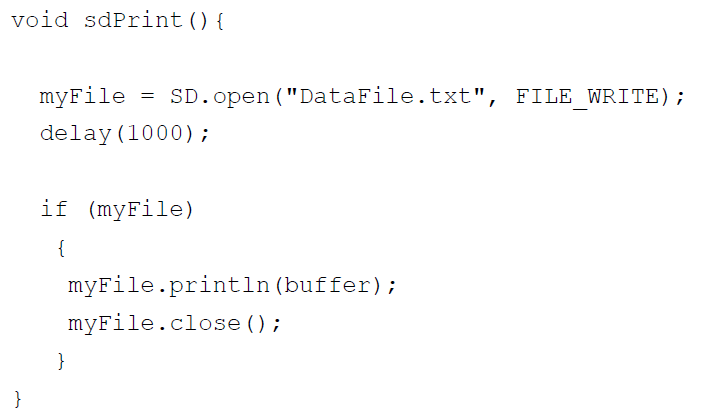 void sdPrint(){
myFile = SD.open("DataFile.txt", FILE_WRITE);
delay(1000);
if (myFile)
{
myFile.println(buffer);
myFile.close();
}
}